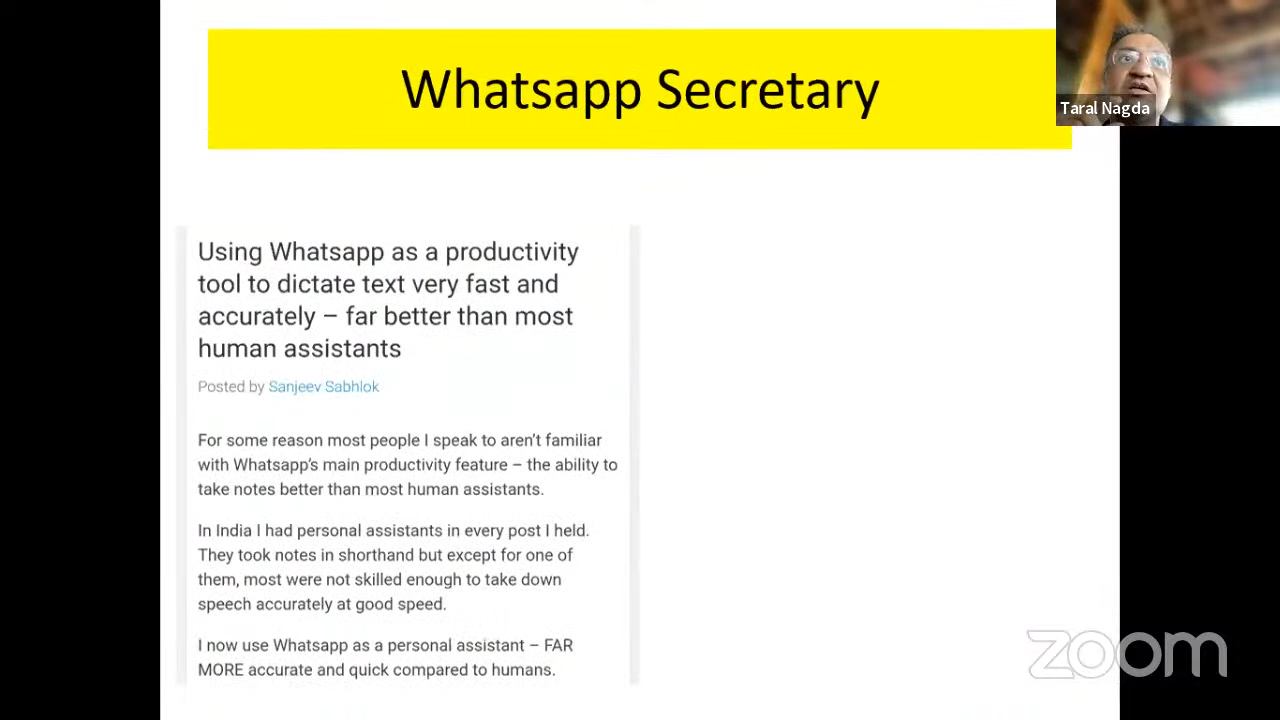 Whatsapp Secretary
Taral Nagda
Using Whatsapp as a productivity
tool to dictate text very fast and
accurately – far better than most
human assistants
Posted by Sanjeev Sabhlok
For some reason most people I speak to aren't familiar
with Whatsapp's main productivity feature – the ability to
take notes better than most human assistants.
In India I had personal assistants in every post I held.
They took notes in shorthand but except for one of
them, most were not skilled enough to take down
speech accurately at good speed.
I now use Whatsapp as a personal assistant – FAR
MORE accurate and quick compared to humans.
zoom